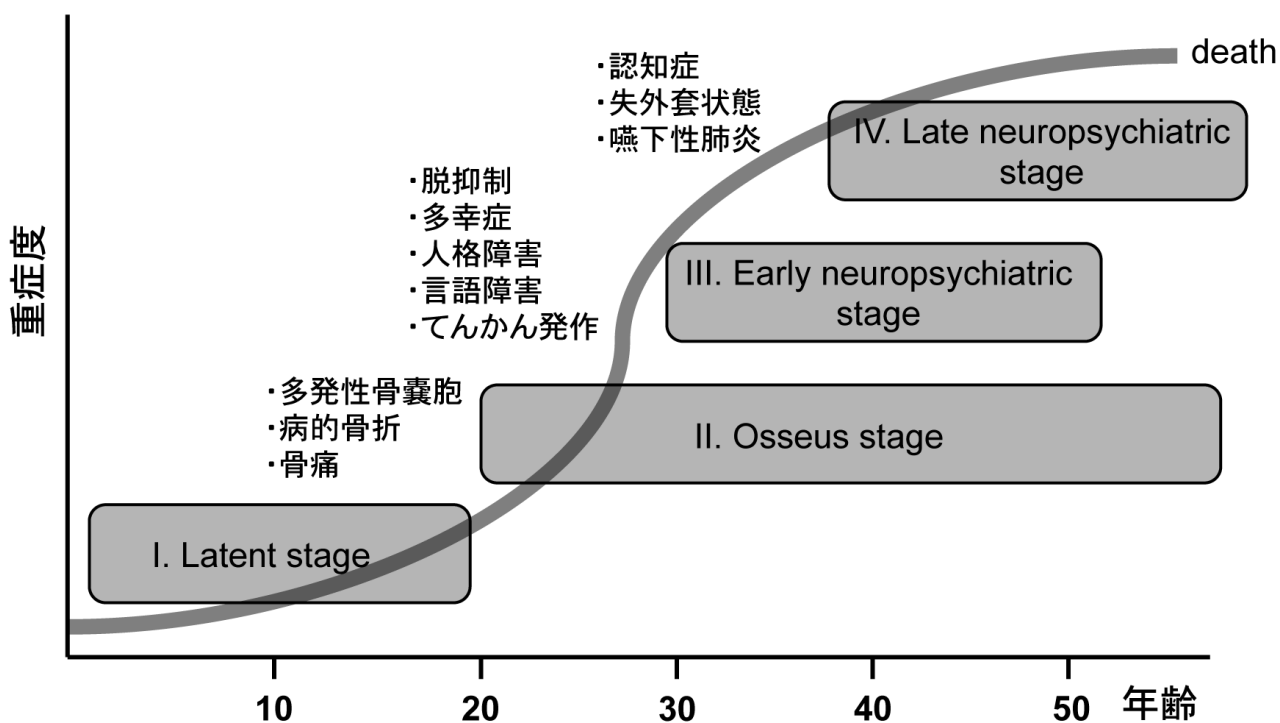 death
・認知症
・失外套状態
・嚥下性肺炎
IV. Late neuropsychiatric
stage
・脱抑制
・多幸症
・人格障害
・言語障害
・てんかん発作
III. Early neuropsychiatric
stage
重症度
・多発性骨嚢胞
・病的骨折
・骨痛
II. Osseus stage
I. Latent stage
10 20 30 40 50 年齢